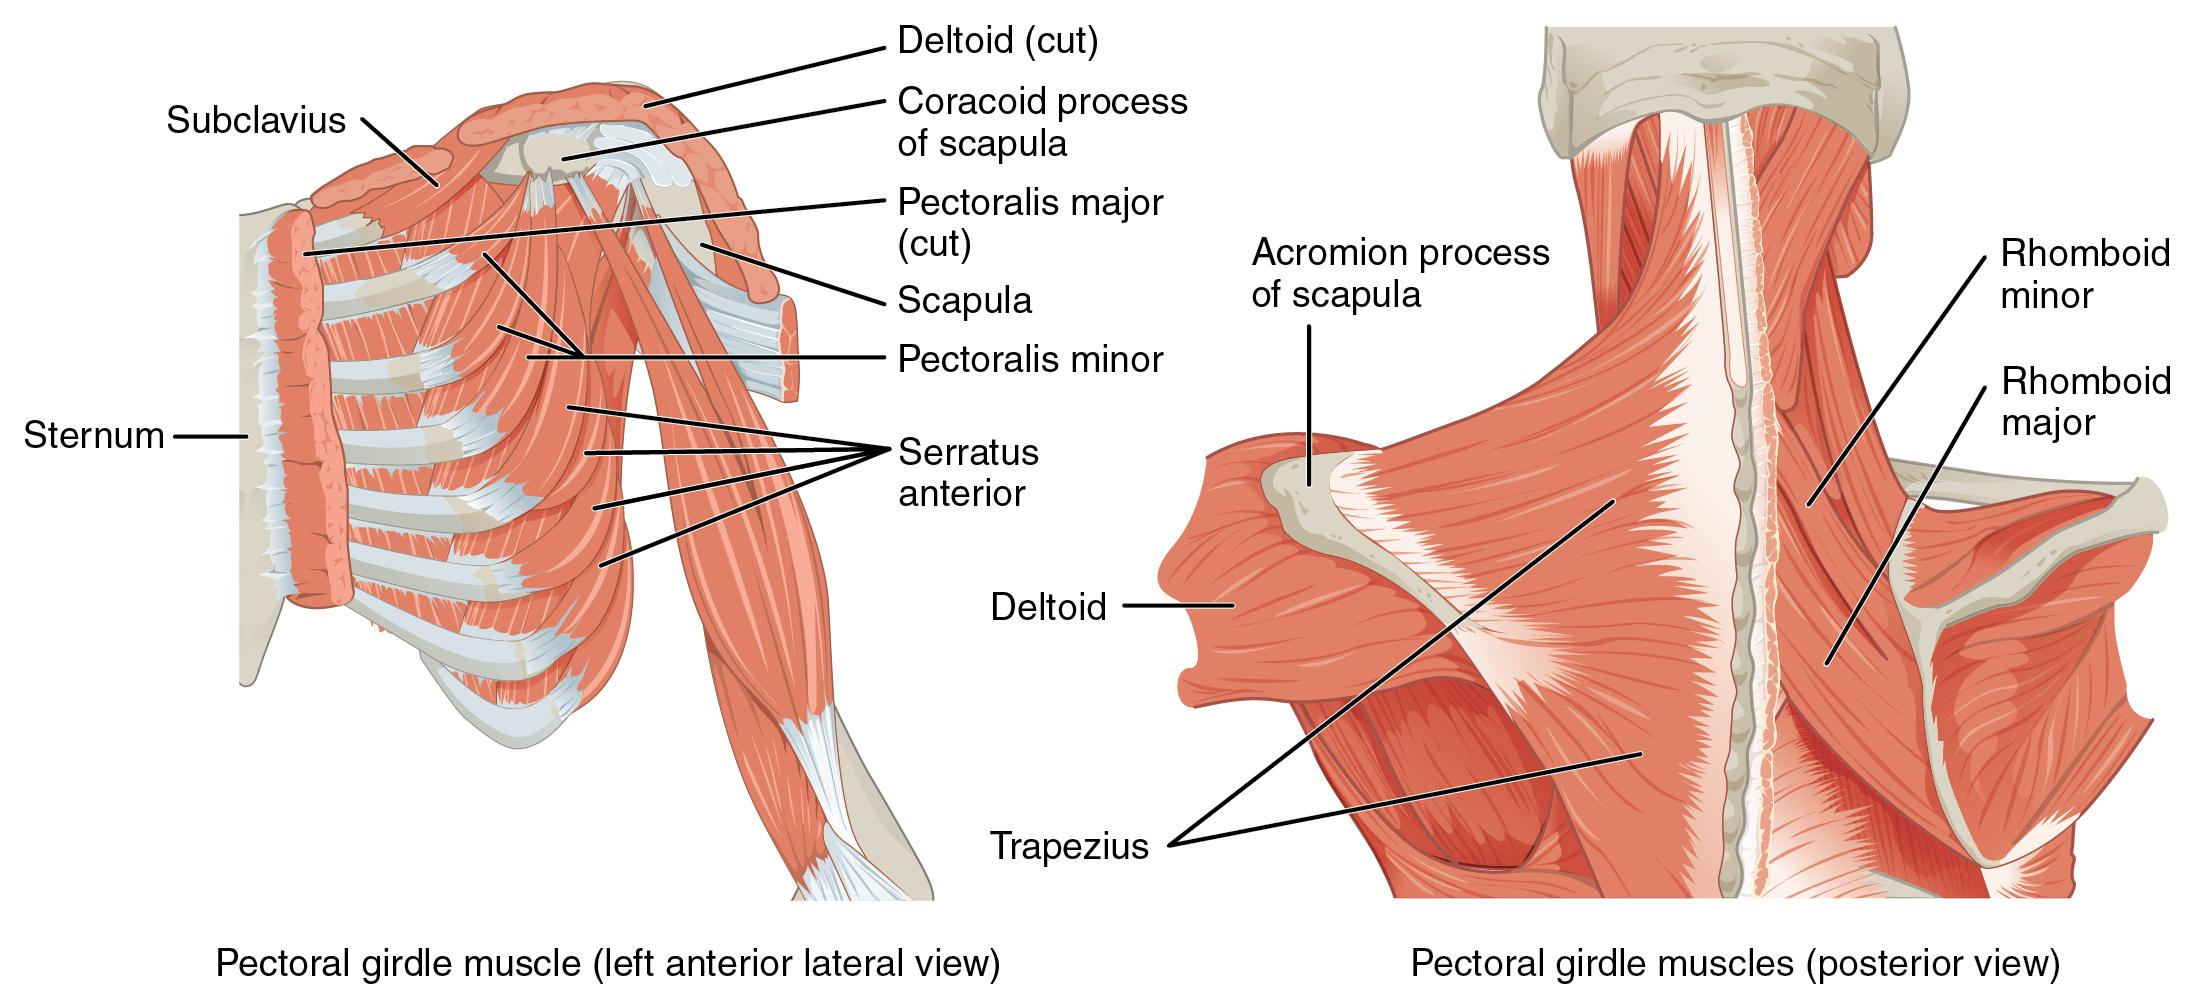 Deltoid (cut)
Coracoid process
of scapula
Subclavius
Pectoralis major
(cut)
Scapula
Pectoralis minor
Sternum
Serratus
anterior
Pectoral girdle muscle (left anterior lateral view)
Acromion process
of scapula
Rhomboid
minor
Rhomboid
major
Deltoid
Trapezius
Pectoral girdle muscles (posterior view)